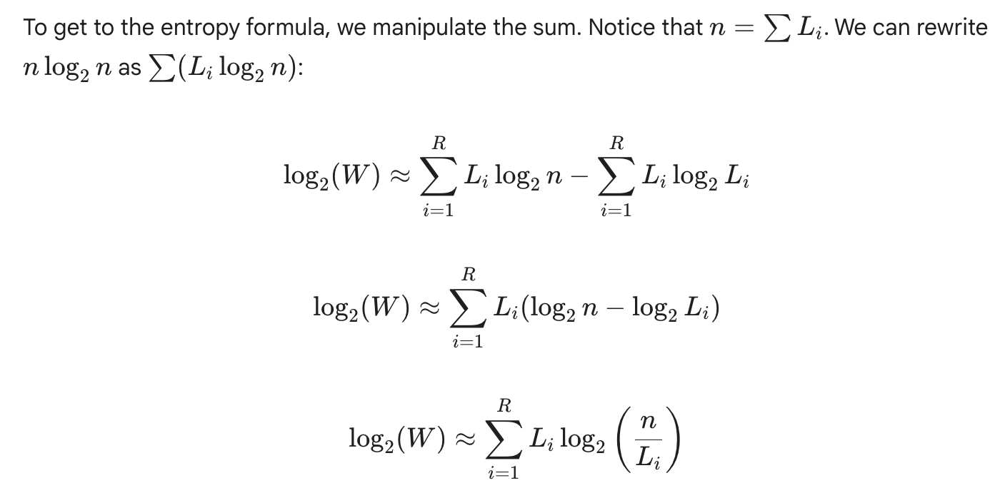 To get to the entropy formula, we manipulate the sum. Notice that $n = \sum L_i$. We can rewrite
$n \log_2 n$ as $\sum (L_i \log_2 n)$:
$\log_2(W) \approx \sum_{i=1}^{R} L_i \log_2 n - \sum_{i=1}^{R} L_i \log_2 L_i$
$\log_2(W) \approx \sum_{i=1}^{R} L_i (\log_2 n - \log_2 L_i)$
$\log_2(W) \approx \sum_{i=1}^{R} L_i \log_2 \left( \frac{n}{L_i} \right)$